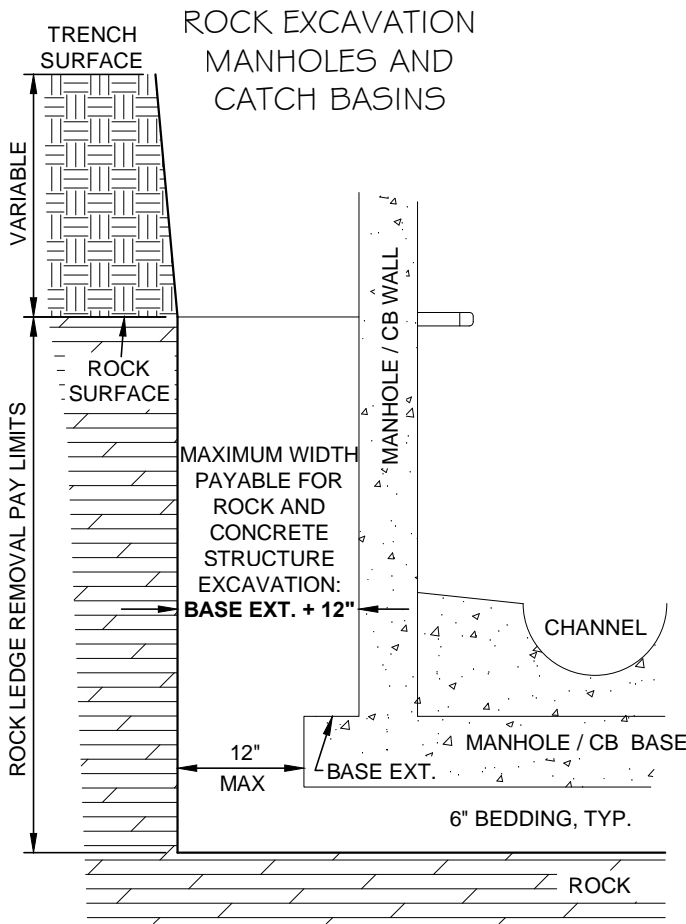 ROCK EXCAVATION
MANHOLES AND
CATCH BASINS
TRENCH
SURFACE
VARIABLE
ROCK
SURFACE
ROCK LEDGE REMOVAL PAY LIMITS
MANHOLE / CB WALL
MAXIMUM WIDTH
PAYABLE FOR
ROCK AND
CONCRETE
STRUCTURE
EXCAVATION:
BASE EXT. + 12"
CHANNEL
MANHOLE / CB BASE
12"
MAX
BASE EXT.
6" BEDDING, TYP.
ROCK